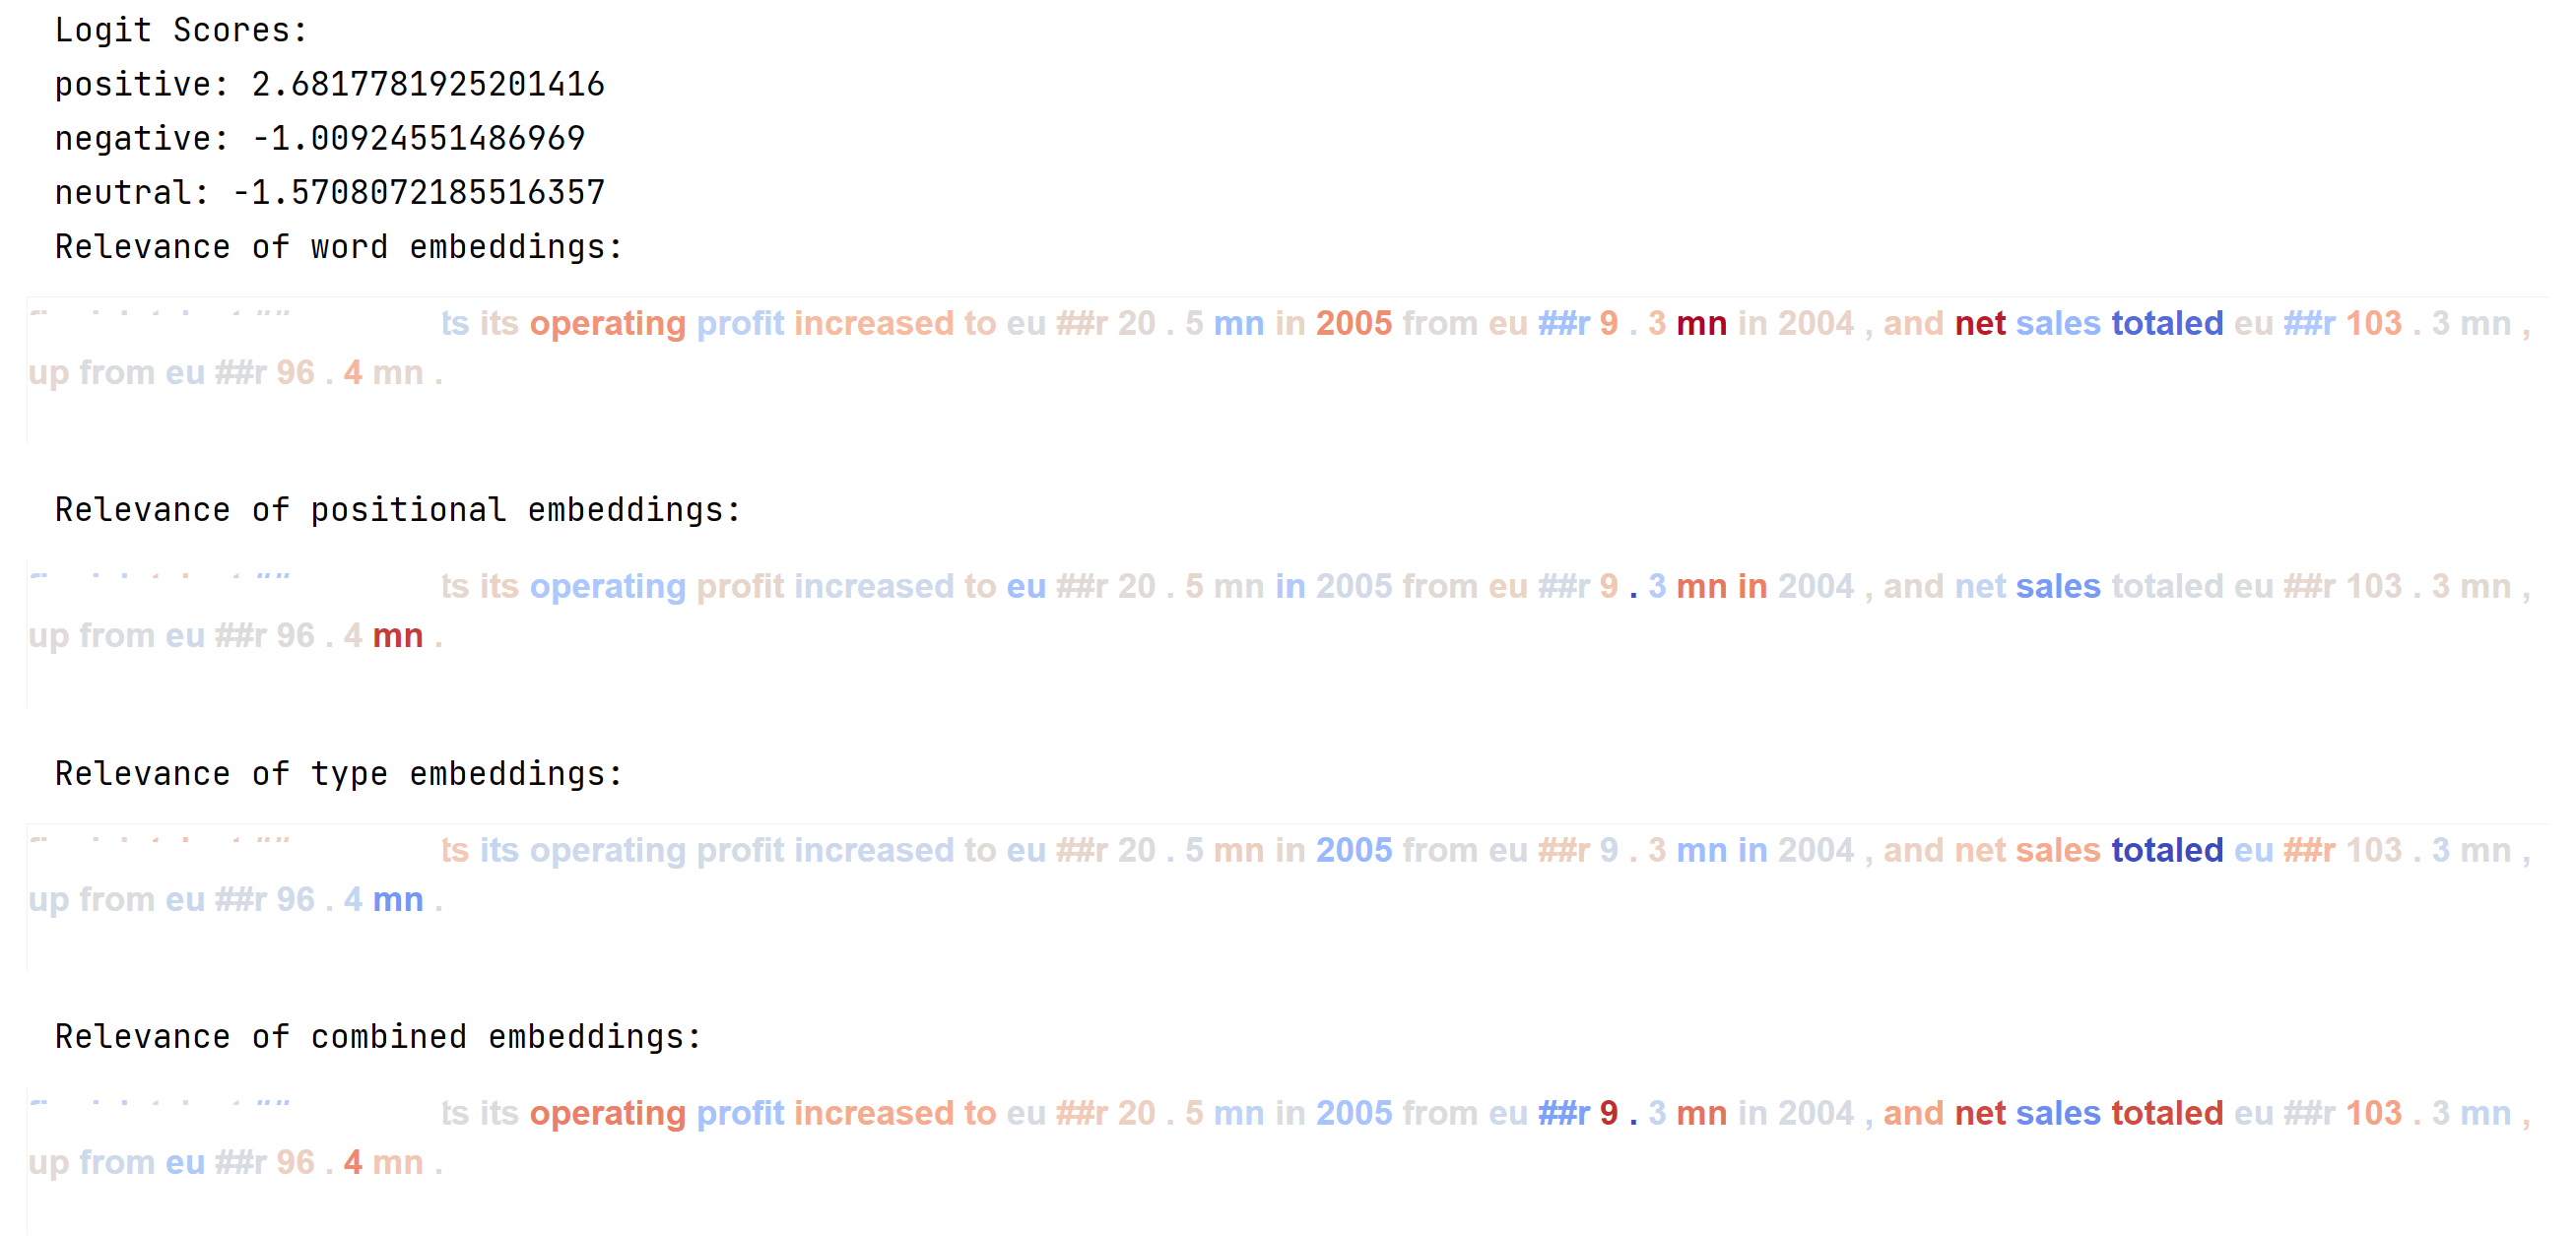 Logit Scores:
positive: 2.6817781925201416
negative: -1.00924551486969
neutral: -1.5708072185516357
Relevance of word embeddings:
ts its operating profit increased to eu ##r 20 . 5 mn in 2005 from eu ##r 9 . 3 mn in 2004 , and net sales totaled eu ##r 103 . 3 mn ,
up from eu ##r 96 . 4 mn .
Relevance of positional embeddings:
ts its operating profit increased to eu ##r 20 . 5 mn in 2005 from eu ##r 9 . 3 mn in 2004 , and net sales totaled eu ##r 103 . 3 mn ,
up from eu ##r 96 . 4 mn .
Relevance of type embeddings:
ts its operating profit increased to eu ##r 20 . 5 mn in 2005 from eu ##r 9 . 3 mn in 2004 , and net sales totaled eu ##r 103 . 3 mn ,
up from eu ##r 96 . 4 mn .
Relevance of combined embeddings:
ts its operating profit increased to eu ##r 20 . 5 mn in 2005 from eu ##r 9 . 3 mn in 2004 , and net sales totaled eu ##r 103 . 3 mn ,
up from eu ##r 96 . 4 mn .